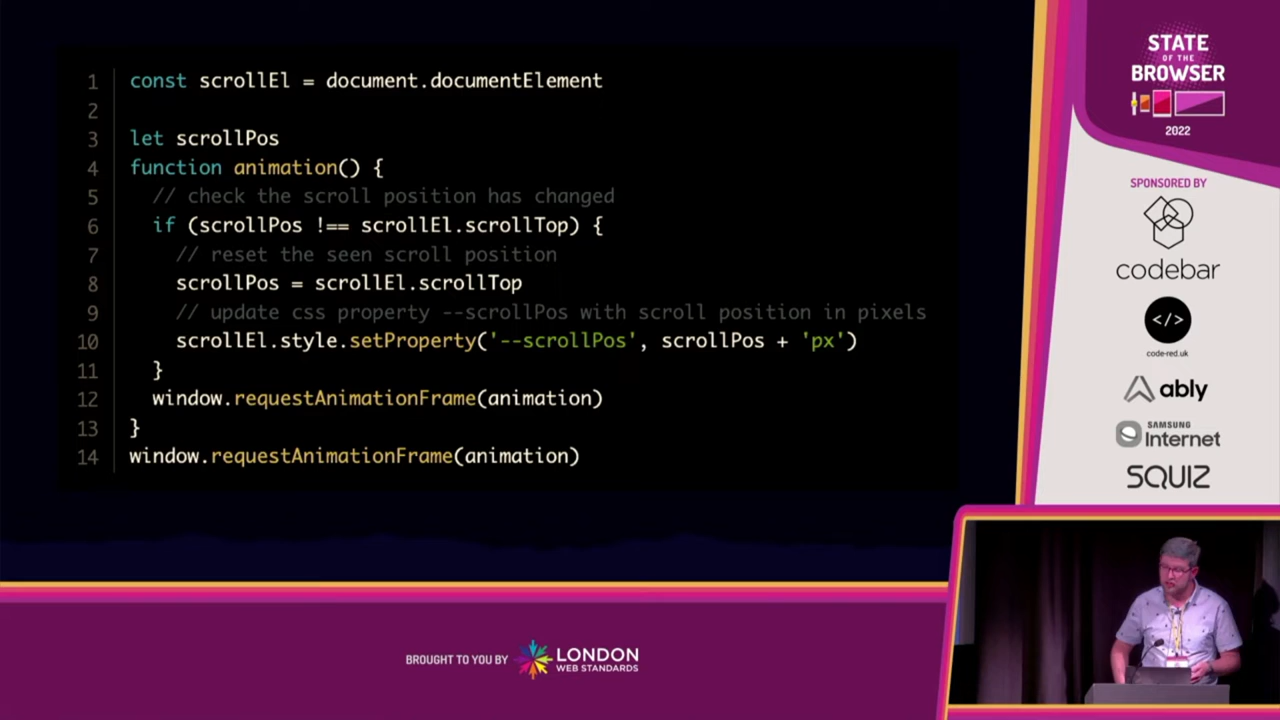 1 const scrollEl = document.documentElement
2
3 let scrollPos
4 function animation() {
5 // check the scroll position has changed
6 if (scrollPos !== scrollEl.scrollTop) {
7 // reset the seen scroll position
8 scrollPos = scrollEl.scrollTop
9 // update css property --scrollPos with scroll position in pixels
10 scrollEl.style.setProperty('--scrollPos', scrollPos + 'px')
11 }
12 window.requestAnimationFrame(animation)
13 }
14 window.requestAnimationFrame(animation)
STATE
OF THE
BROWSER
2022
SPONSORED BY
codebar
</>
code-red.uk
ably
SAMSUNG
Internet
SQUIZ
BROUGHT TO YOU BY
LONDON
WEB STANDARDS